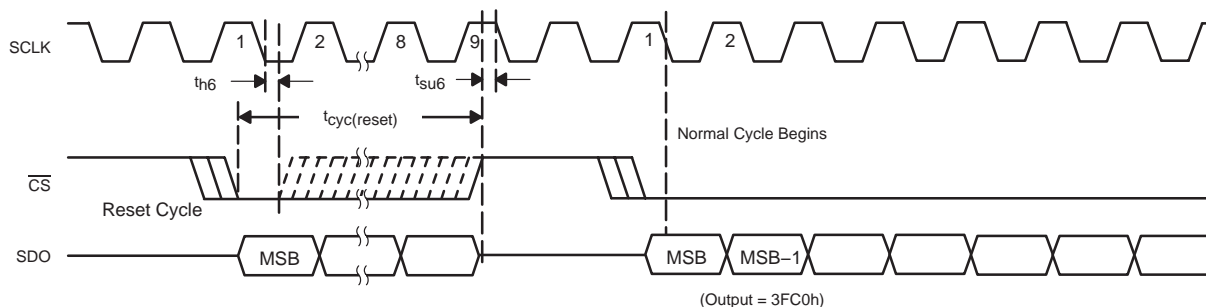 SCLK 1 2 8 9 1 2
th6 tsu6
tcyc(reset)
Normal Cycle Begins
CS
Reset Cycle
SDO MSB MSB MSB–1
(Output = 3FC0h)